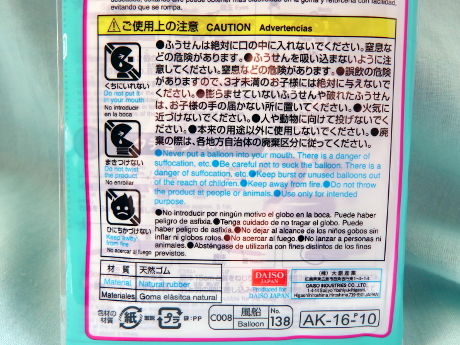 evitando que se
⚠ご使用上の注意 CAUTION Advertencias
くちにいれない
Do not put it in your mouth
No introducir en la boca
まきつけない
Do not twist the product
No enrollar
ひにちかづけない
Keep away from fire
No acercar al fuego
●ふうせんは絶対に口の中に入れないでください。窒息な
どの危険があります。●ふうせんを吸い込まないように注
意してください。窒息などの危険があります。●誤飲の危険
がありますので、3才未満のお子様には絶対に与えないで
ください。●膨らませていないふうせんや破れたふうせん
は、お子様の手の届かない所に置いてください。●火気に
近づけないでください。●人や動物に向けて投げないでく
ださい。●本来の用途以外に使用しないでください。●廃
棄の際は、各地方自治体の廃棄区分に従ってください。
●Never put a balloon into your mouth. There is a danger of
suffocation, etc. ●Be careful not to suck the balloon. There is a
danger of suffocation, etc. ●Keep burst or unused balloons out
of the reach of children. ●Keep away from fire. ●Do not throw
the product at people or animals. ●Use only for intended
purpose.
●No introducir por ningún motivo el globo en la boca. Puede haber
peligro de asfixia. ●Tenga cuidado de no tragar el globo. Puede
haber peligro de asfixia. ●No dejar al alcance de los niños globos sin
inflar ni globos rotos. ●No acercar al fuego. ●No lanzar a personas ni
animales. ●Absténgase de utilizarla con fines distintos de los fines
previstos.
材 質 天然ゴム
Material Natural rubber
Materiales Goma elásitca natural
DAISO JAPAN
Produced for DAISO JAPAN
(株)大創産業
DAISO INDUSTRIES CO.,LTD.
包材の材質 紙 プラ 袋:PP
C008 風船 Balloon No. 138
AK-16-10